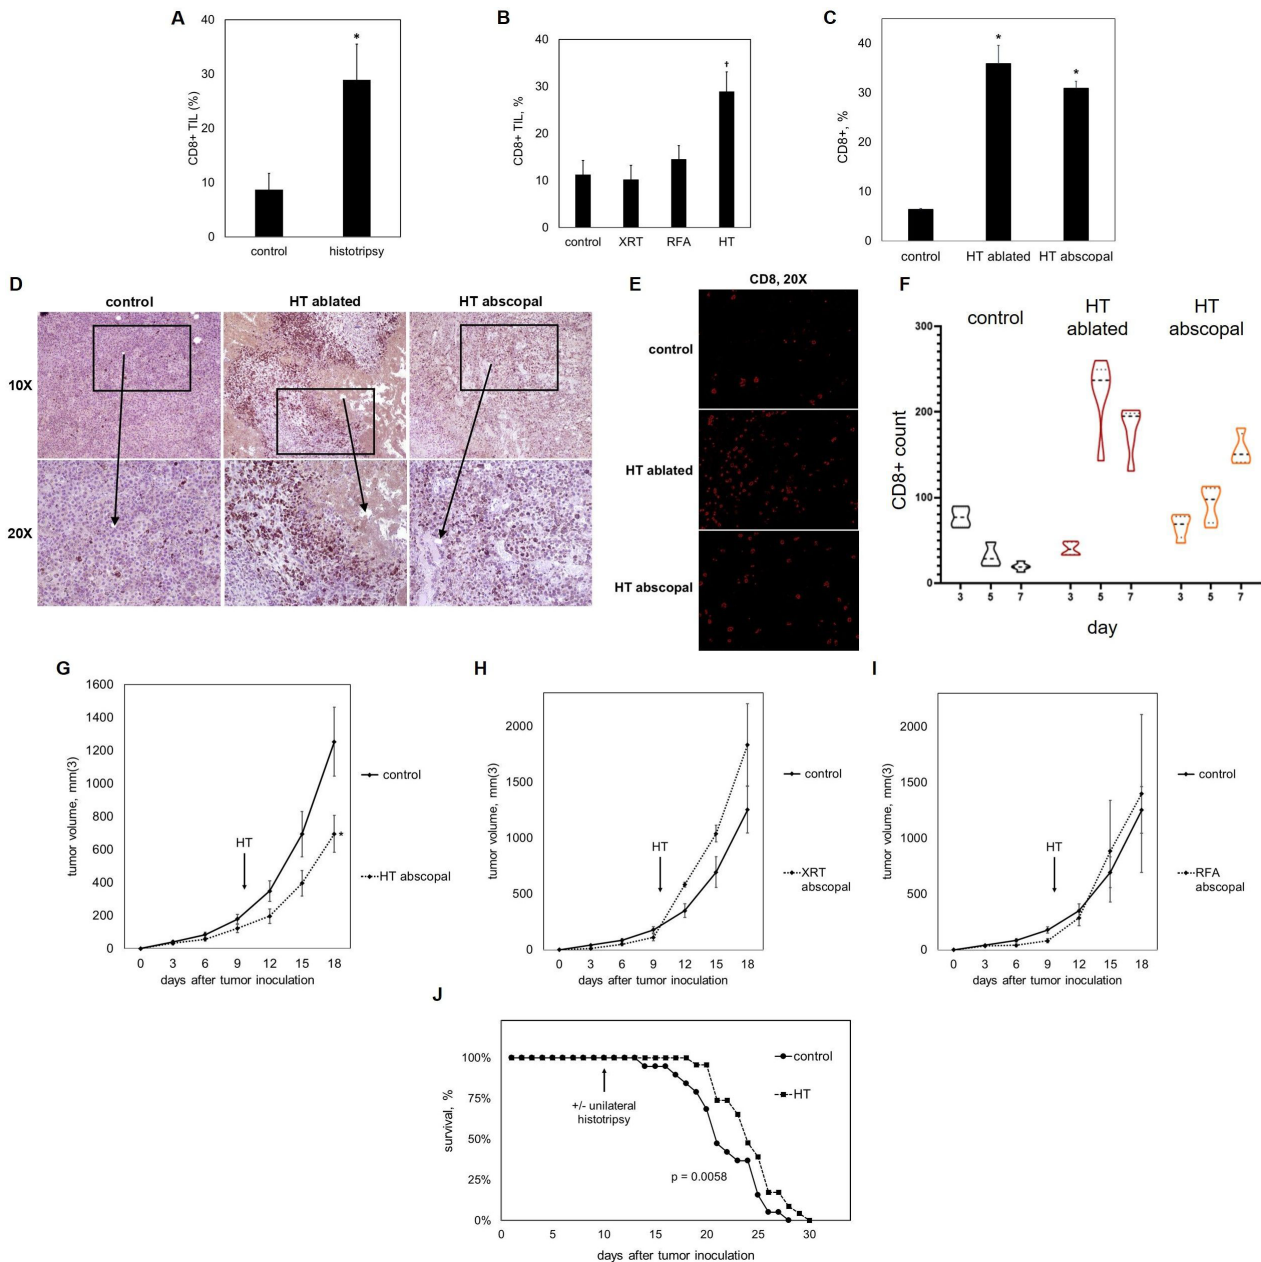 A
40
30
20
10
0
CD8+ TIL (%)
*
control
histotripsy
B
40
30
20
10
0
CD8+ TIL, %
†
control
XRT
RFA
HT
C
40
30
20
10
0
CD8+, %
*
*
control
HT ablated
HT abscopal
D
control
HT ablated
HT abscopal
10X
20X
E
CD8, 20X
control
HT ablated
HT abscopal
F
control
HT
ablated
HT
abscopal
300
200
100
0
CD8+ count
3
5
7
3
5
7
3
5
7
day
G
1600
1400
1200
1000
800
600
400
200
0
tumor volume, mm(3)
HT
*
control
HT abscopal
0 3 6 9 12 15 18
days after tumor inoculation
H
2000
1500
1000
500
0
tumor volume, mm(3)
HT
control
XRT
abscopal
0 3 6 9 12 15 18
days after tumor inoculation
I
2000
1500
1000
500
0
tumor volume, mm(3)
HT
control
RFA
abscopal
0 3 6 9 12 15 18
days after tumor inoculation
J
100%
75%
50%
25%
0%
survival, %
+/- unilateral
histotripsy
p = 0.0058
control
HT
0 5 10 15 20 25 30
days after tumor inoculation